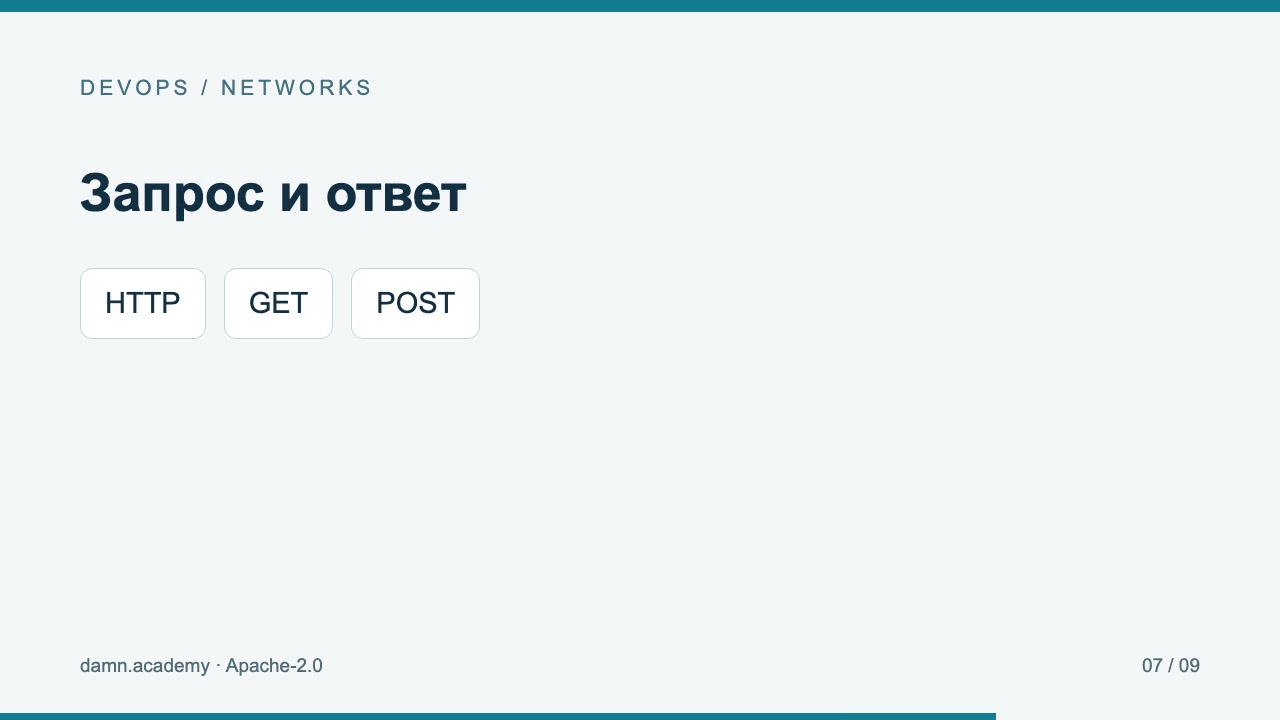 DEVOPS / NETWORKS
Запрос и ответ
HTTP GET POST
damn.academy · Apache-2.0
07 / 09